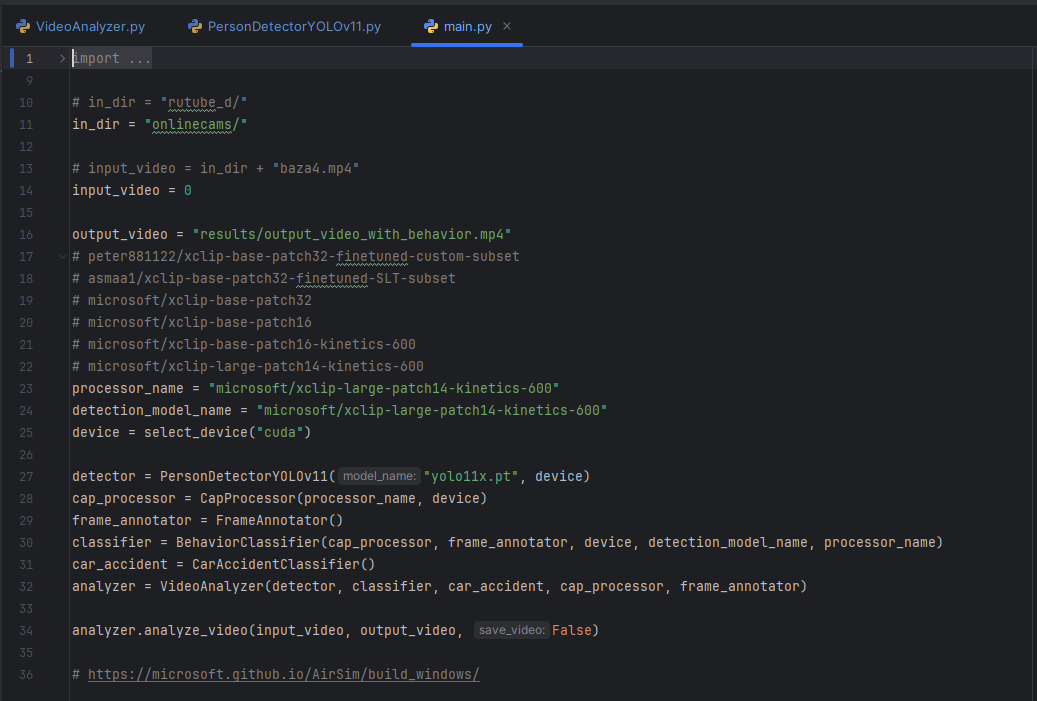 VideoAnalyzer.py PersonDetectorYOLOv11.py main.py
1 import ...
9
10 # in_dir = "rutube_d/"
11 in_dir = "onlinecams/"
12
13 # input_video = in_dir + "baza4.mp4"
14 input_video = 0
15
16 output_video = "results/output_video_with_behavior.mp4"
17 # peter881122/xclip-base-patch32-finetuned-custom-subset
18 # asmaa1/xclip-base-patch32-finetuned-SLT-subset
19 # microsoft/xclip-base-patch32
20 # microsoft/xclip-base-patch16
21 # microsoft/xclip-base-patch16-kinetics-600
22 # microsoft/xclip-large-patch14-kinetics-600
23 processor_name = "microsoft/xclip-large-patch14-kinetics-600"
24 detection_model_name = "microsoft/xclip-large-patch14-kinetics-600"
25 device = select_device("cuda")
26
27 detector = PersonDetectorYOLOv11( model_name: "yolo11x.pt", device)
28 cap_processor = CapProcessor(processor_name, device)
29 frame_annotator = FrameAnnotator()
30 classifier = BehaviorClassifier(cap_processor, frame_annotator, device, detection_model_name, processor_name)
31 car_accident = CarAccidentClassifier()
32 analyzer = VideoAnalyzer(detector, classifier, car_accident, cap_processor, frame_annotator)
33
34 analyzer.analyze_video(input_video, output_video, save_video: False)
35
36 # https://microsoft.github.io/AirSim/build_windows/